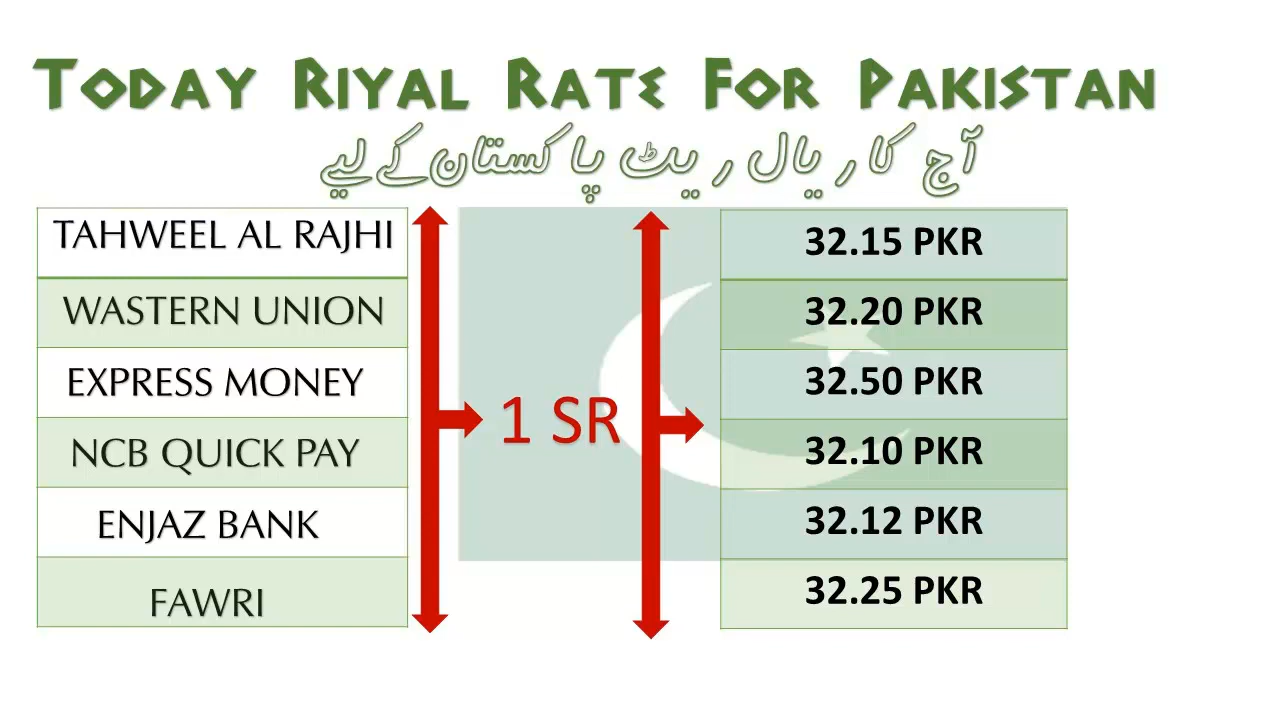 Today Riyal Rate For Pakistan
آج کا ریال ریٹ پاکستان کے لیے
TAHWEEL AL RAJHI
32.15 PKR
WASTERN UNION
32.20 PKR
EXPRESS MONEY
32.50 PKR
1 SR
NCB QUICK PAY
32.10 PKR
ENJAZ BANK
32.12 PKR
FAWRI
32.25 PKR